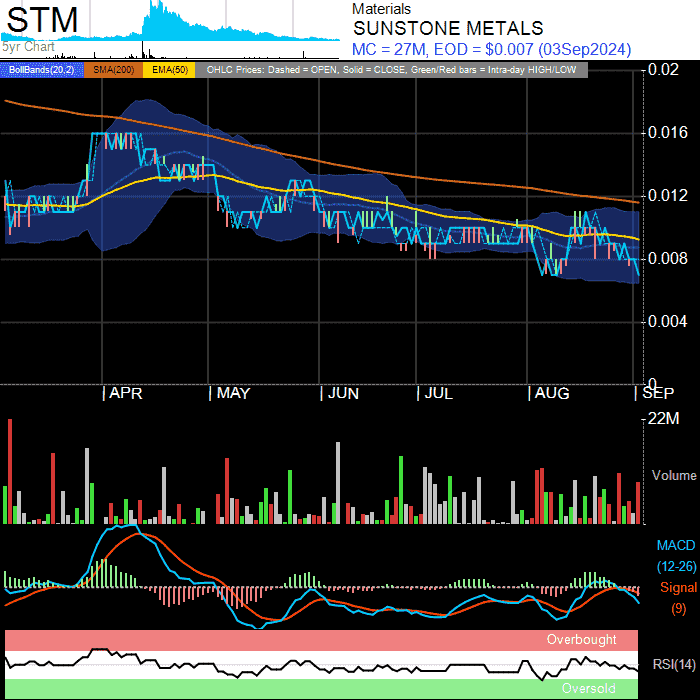 STM
5yr Chart
Materials
SUNSTONE METALS
MC = 27M, EOD = $0.007 (03Sep2024)
BollBands(20,2) SMA(200) EMA(50) OHLC Prices: Dashed = OPEN, Solid = CLOSE, Green/Red bars = Intra-day HIGH/LOW
0.02
0.016
0.012
0.008
0.004
0
APR MAY JUN JUL AUG SEP
22M
Volume
MACD
(12-26)
Signal
(9)
Overbought
RSI(14)
Oversold